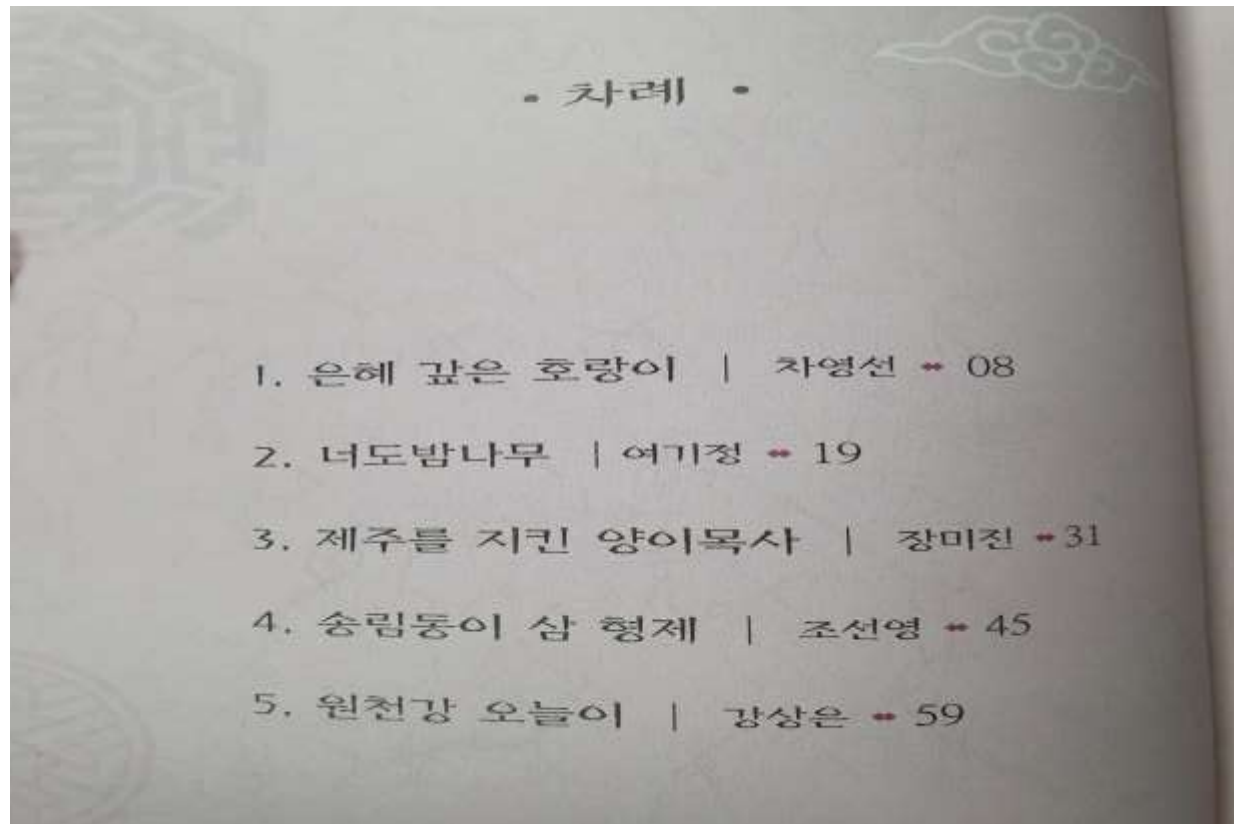 • 차례 •
1. 은혜 갚은 호랑이 | 차영선 ↔ 08
2. 너도밤나무 | 여기정 ↔ 19
3. 제주를 지킨 양이목사 | 장미진 ↔ 31
4. 송림동이 삼 형제 | 조선영 ↔ 45
5. 원천강 오늘이 | 강상은 ↔ 59